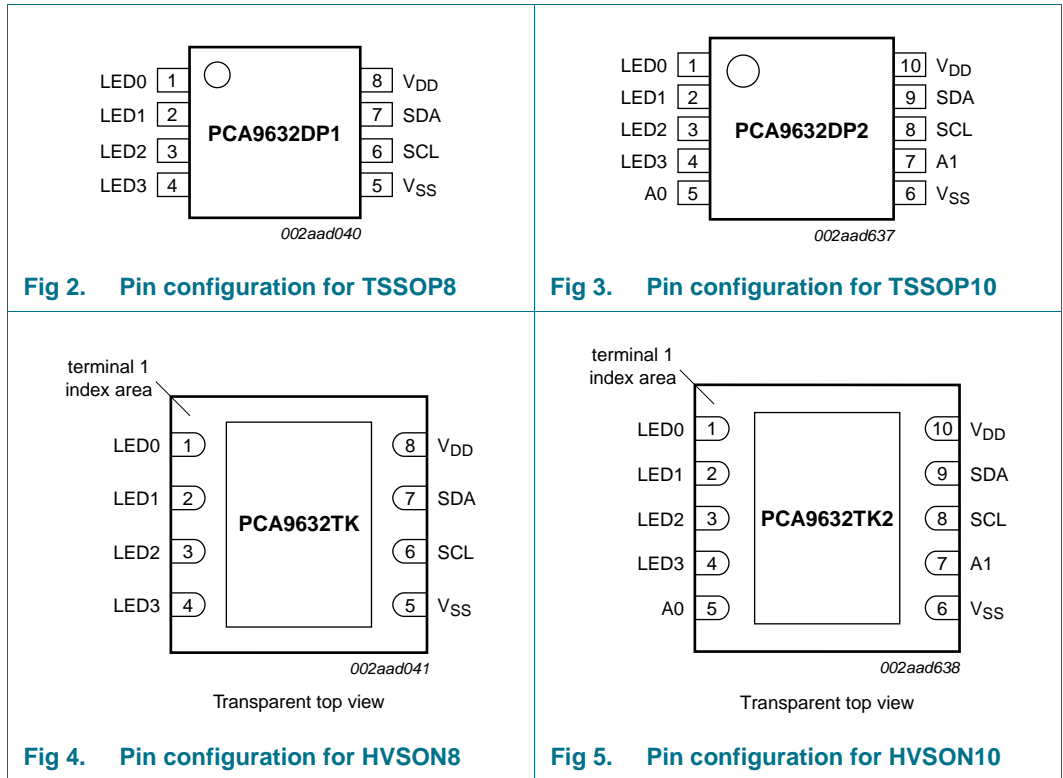 LED0 1
LED1 2
LED2 3
LED3 4
PCA9632DP1
8 VDD
7 SDA
6 SCL
5 VSS
002aad040
Fig 2. Pin configuration for TSSOP8
LED0 1
LED1 2
LED2 3
LED3 4
A0 5
PCA9632DP2
10 VDD
9 SDA
8 SCL
7 A1
6 VSS
002aad637
Fig 3. Pin configuration for TSSOP10
terminal 1
index area
LED0 1
LED1 2
LED2 3
LED3 4
PCA9632TK
8 VDD
7 SDA
6 SCL
5 VSS
002aad041
Transparent top view
Fig 4. Pin configuration for HVSON8
terminal 1
index area
LED0 1
LED1 2
LED2 3
LED3 4
A0 5
PCA9632TK2
10 VDD
9 SDA
8 SCL
7 A1
6 VSS
002aad638
Transparent top view
Fig 5. Pin configuration for HVSON10